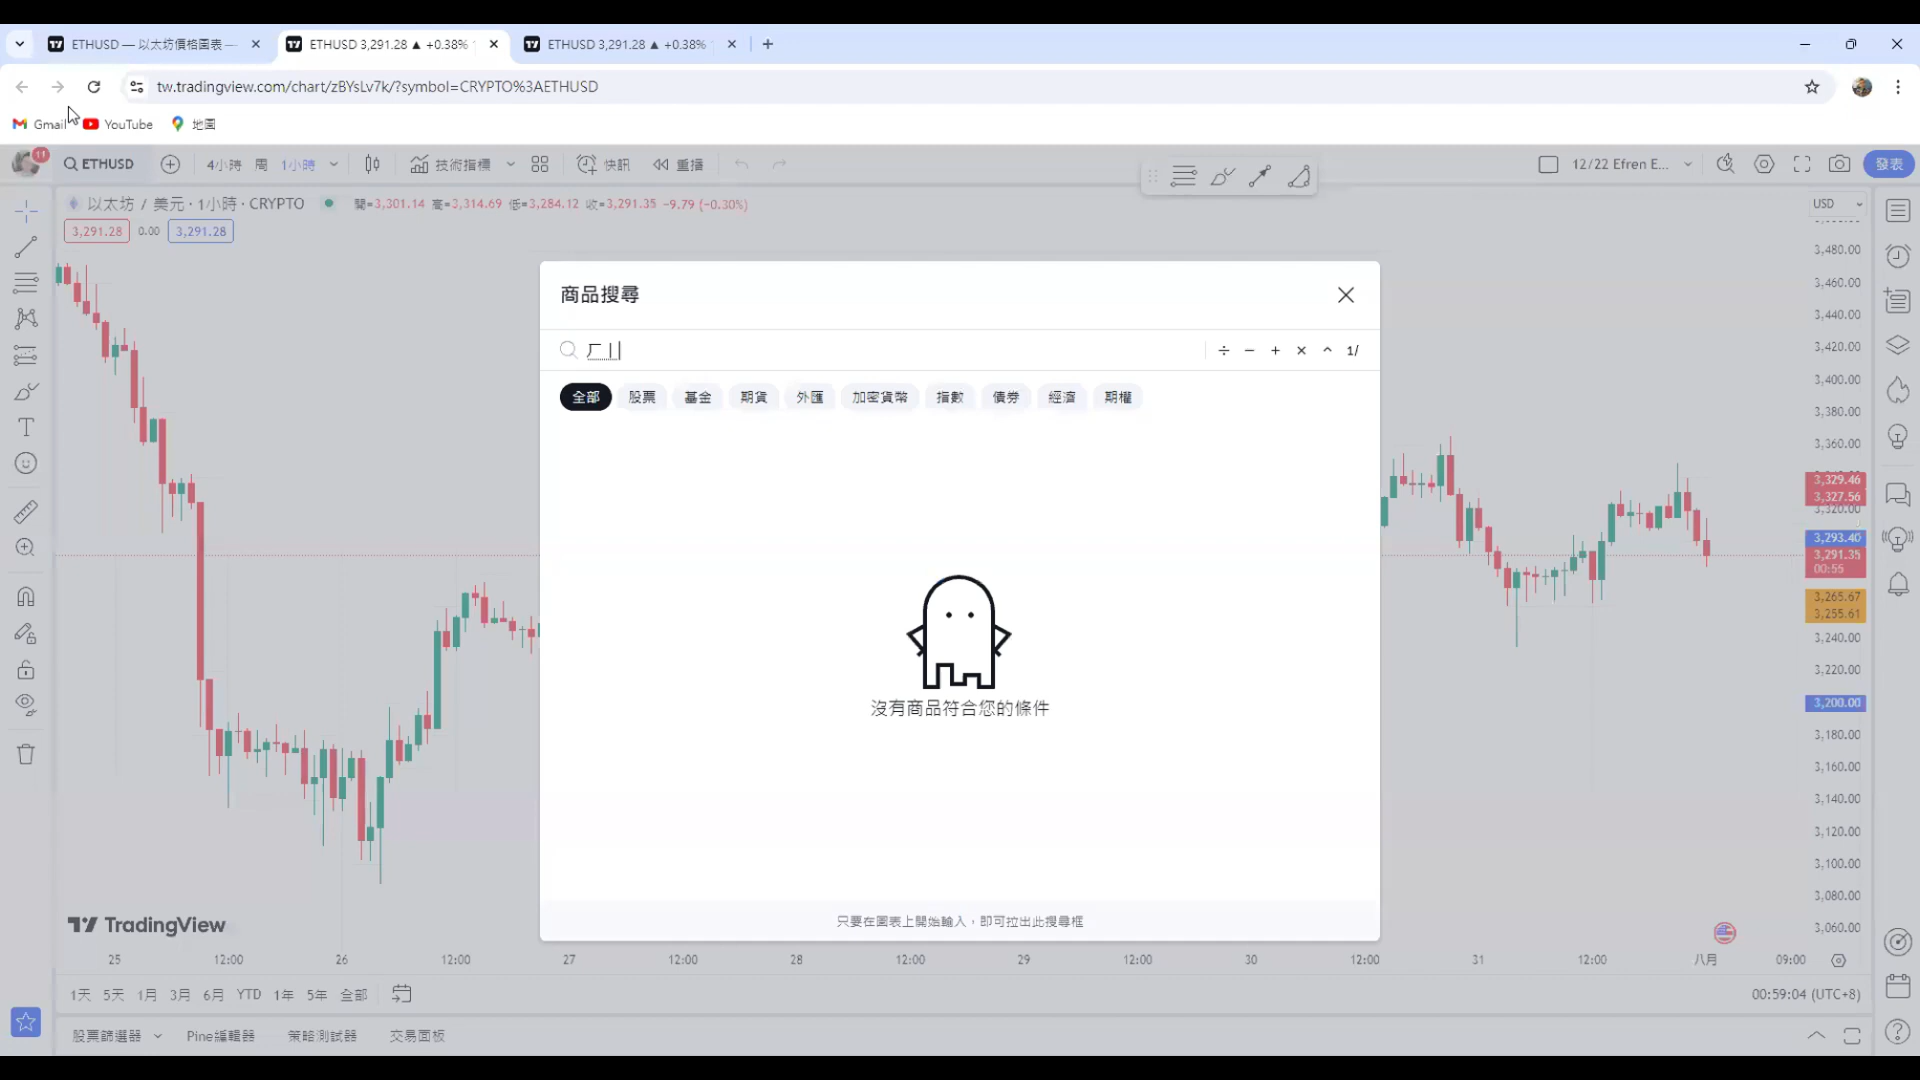 ETHUSD — 以太坊價格圖表 —
ETHUSD 3,291.28 ▲ +0.38%
ETHUSD 3,291.28 ▲ +0.38%
tw.tradingview.com/chart/zBYsLv7k/?symbol=CRYPTO%3AETHUSD
Gmail
YouTube
地圖
11
ETHUSD
4小時
周
1小時
技術指標
快訊
重播
12/22 Efren E...
發表
以太坊 / 美元 · 1小時 · CRYPTO
開=3,301.14 高=3,314.69 低=3,284.12 收=3,291.35 −9.79 (−0.30%)
USD
3,291.28
0.00
3,291.28
商品搜尋
ㄏㄧ
÷ − + × ^ 1/
全部
股票
基金
期貨
外匯
加密貨幣
指數
債券
經濟
期權
沒有商品符合您的條件
只要在圖表上開始輸入，即可拉出此搜尋框
3,480.00
3,460.00
3,440.00
3,420.00
3,400.00
3,380.00
3,360.00
3,329.46
3,327.56
3,320.00
3,293.40
3,291.35
00:55
3,265.67
3,255.61
3,240.00
3,220.00
3,200.00
3,180.00
3,160.00
3,140.00
3,120.00
3,100.00
3,080.00
3,060.00
TradingView
25
12:00
26
12:00
27
12:00
28
12:00
29
12:00
30
12:00
31
12:00
八月
09:00
1天
5天
1月
3月
6月
YTD
1年
5年
全部
00:59:04 (UTC+8)
股票篩選器
Pine編輯器
策略測試器
交易面板